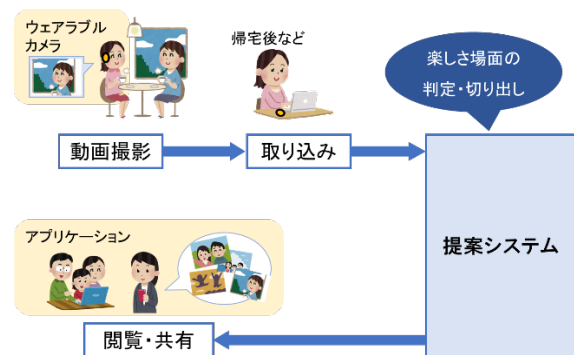 ウェアラブル
カメラ
帰宅後など
楽しさ場面の
判定・切り出し
動画撮影
取り込み
提案システム
アプリケーション
閲覧・共有